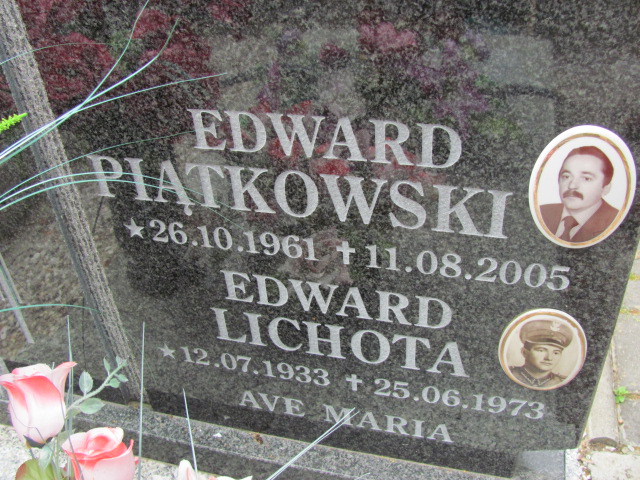 EDWARD
PIĄTKOWSKI
★26.10.1961 ✝11.08.2005
EDWARD
LICHOTA
★12.07.1933 ✝25.06.1973
AVE MARIA